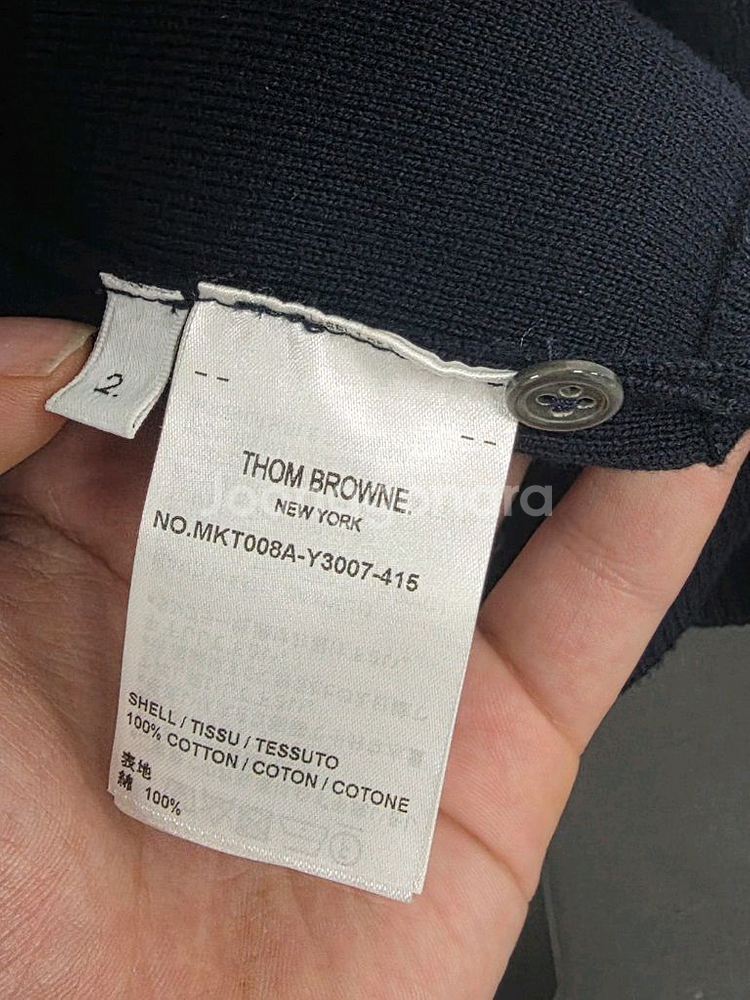 2.
THOM BROWNE.
NEW YORK
NO.MKT008A-Y3007-415
SHELL / TISSU / TESSUTO
100% COTTON / COTON / COTONE
表地
綿 100%
Joonggonara